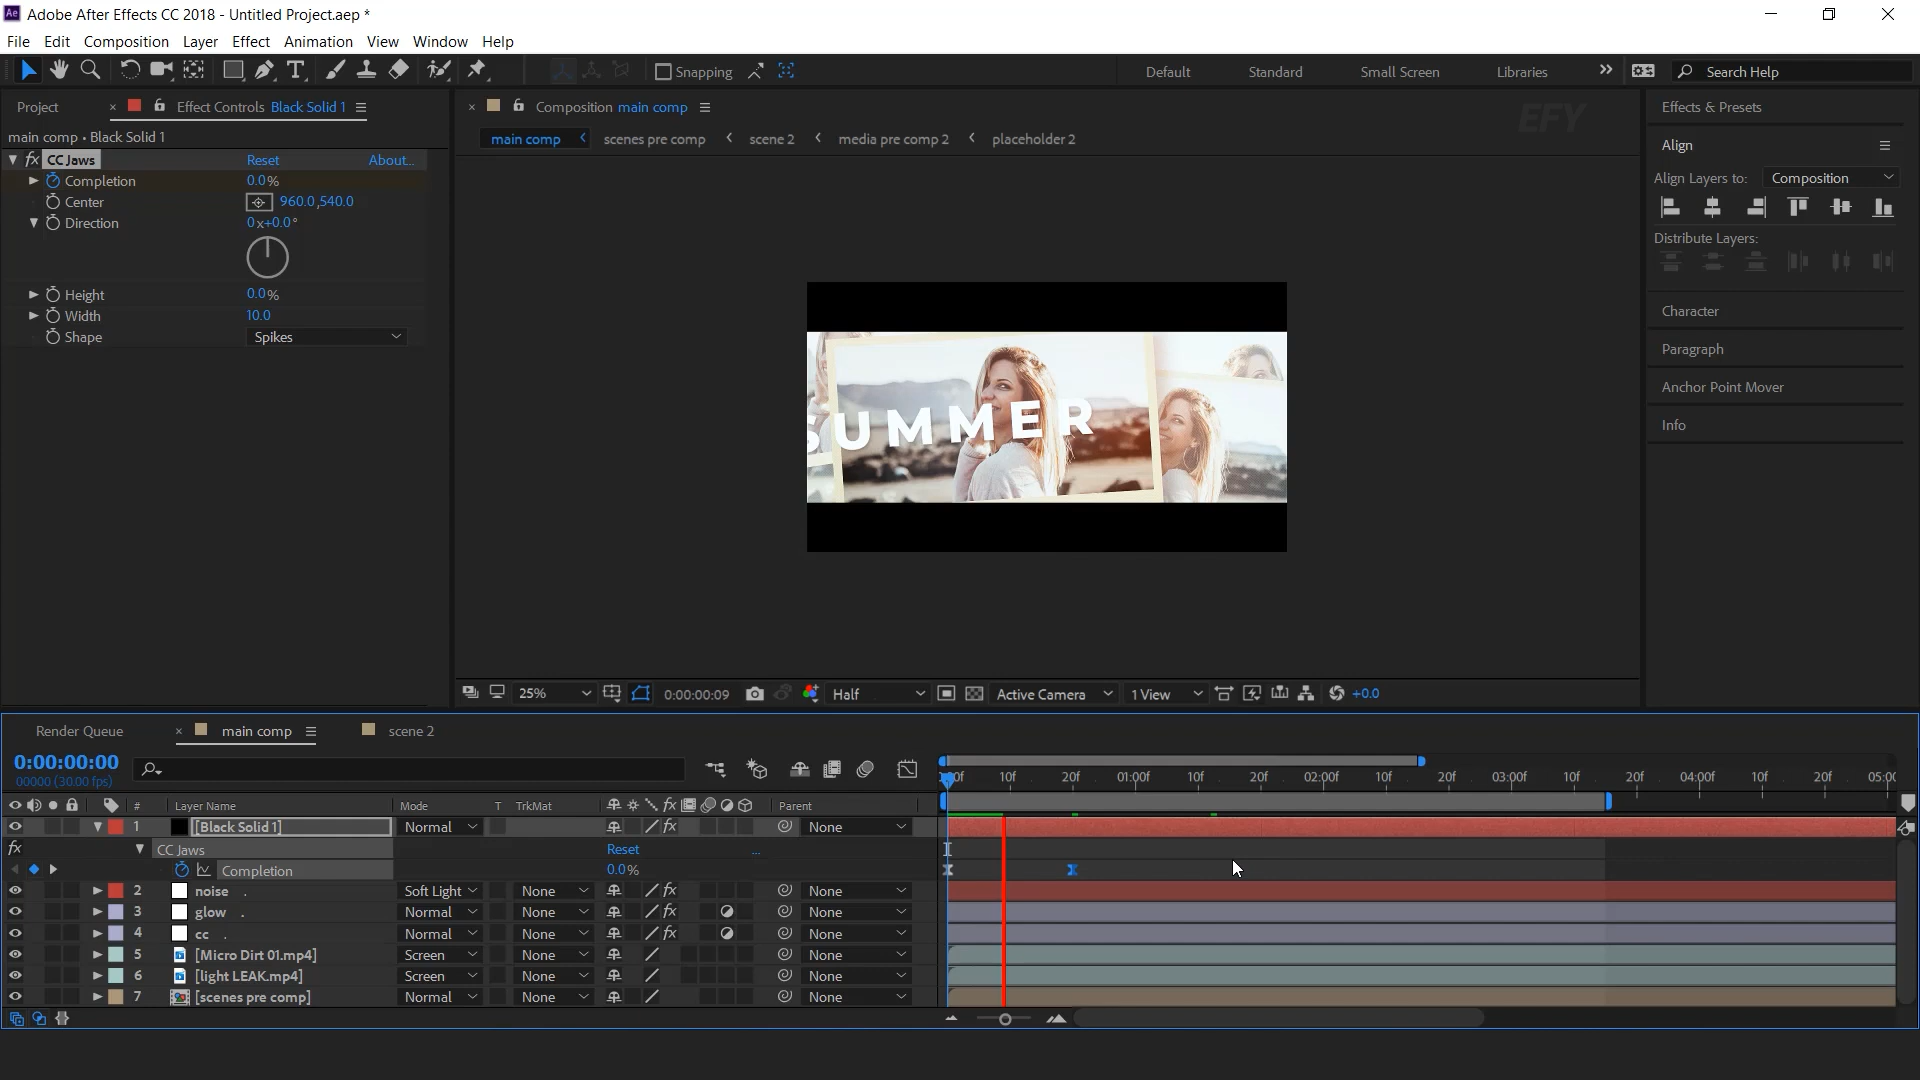 Ae Adobe After Effects CC 2018 - Untitled Project.aep *
File Edit Composition Layer Effect Animation View Window Help
Snapping Default Standard Small Screen Libraries Search Help
Project Effect Controls Black Solid 1
Composition main comp EFY
Effects & Presets
main comp • Black Solid 1
main comp scenes pre comp scene 2 media pre comp 2 placeholder 2
Align
fx CC Jaws Reset About...
Completion 0.0%
Align Layers to: Composition
Center 960.0,540.0
Direction 0x+0.0°
Distribute Layers:
Height 0.0%
Width 10.0
Shape Spikes
Character
Paragraph
Anchor Point Mover
Info
SUMMER
25% 0:00:00:09 Half Active Camera 1 View +0.0
Render Queue main comp scene 2
0:00:00:00
00000 (30.00 fps)
10f 20f 01:00f 10f 20f 02:00f 10f 20f 03:00f 10f 20f 04:00f 10f 20f 05:00
# Layer Name Mode T TrkMat fx Parent
1 [Black Solid 1] Normal fx None
fx CC Jaws Reset ...
Completion 0.0%
2 noise . Soft Light None fx None
3 glow . Normal None fx None
4 cc . Normal None fx None
5 [Micro Dirt 01.mp4] Screen None None
6 [light LEAK.mp4] Screen None None
7 [scenes pre comp] Normal None None